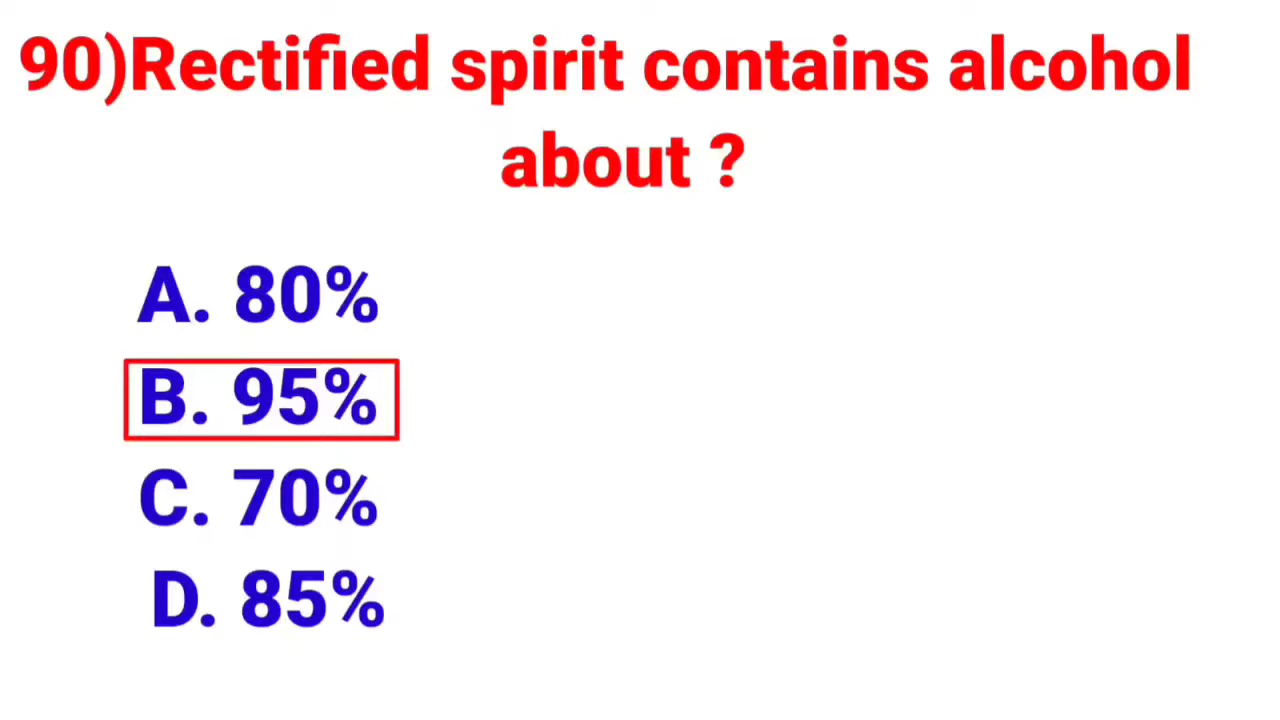 90)Rectified spirit contains alcohol
about ?
A. 80%
B. 95%
C. 70%
D. 85%